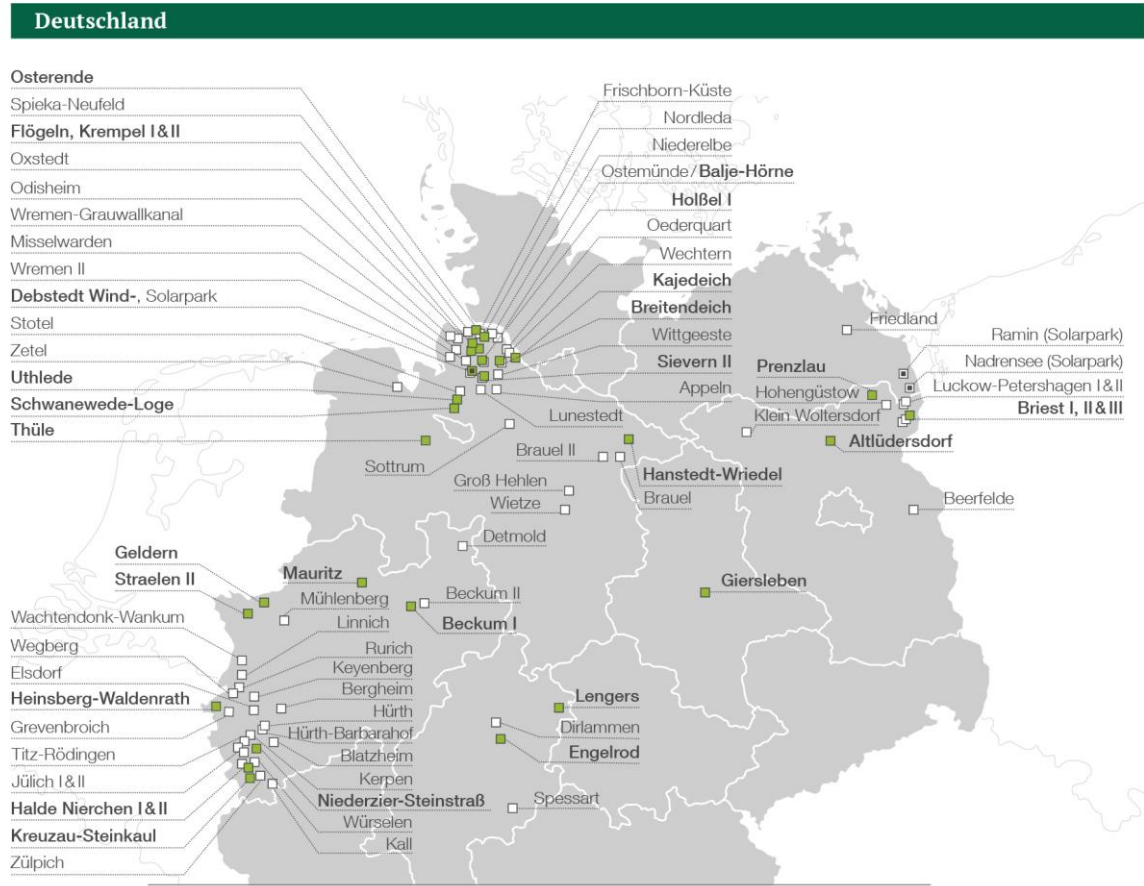 Deutschland
Osterende
Spieka-Neufeld
Flögeln, Krempel I & II
Oxstedt
Odisheim
Wremen-Grauwallkanal
Misselwarden
Wremen II
Debstedt Wind-, Solarpark
Stotel
Zetel
Uthlede
Schwanewede-Loge
Thüle
Frischborn-Küste
Nordleda
Niederelbe
Ostemünde/Balje-Hörne
Holßel I
Oederquart
Wechtern
Kajedeich
Breitendeich
Wittgeeste
Sievern II
Appeln
Lunestedt
Sottrum
Brauel II
Hanstedt-Wriedel
Brauel
Groß Hehlen
Wietze
Detmold
Friedland
Ramin (Solarpark)
Nadrensee (Solarpark)
Prenzlau
Hohengüstow
Luckow-Petershagen I & II
Klein Woltersdorf
Briest I, II & III
Altlüdersdorf
Beerfelde
Geldern
Straelen II
Mauritz
Mühlenberg
Beckum II
Beckum I
Giersleben
Wachtendonk-Wankum
Linnich
Wegberg
Rurich
Elsdorf
Keyenberg
Heinsberg-Waldenrath
Bergheim
Grevenbroich
Hürth
Titz-Rödingen
Hürth-Barbarahof
Jülich I & II
Blatzheim
Halde Nierchen I & II
Kerpen
Kreuzau-Steinkaul
Niederzier-Steinstraß
Zülpich
Würselen
Kall
Lengers
Dirlammen
Engelrod
Spessart